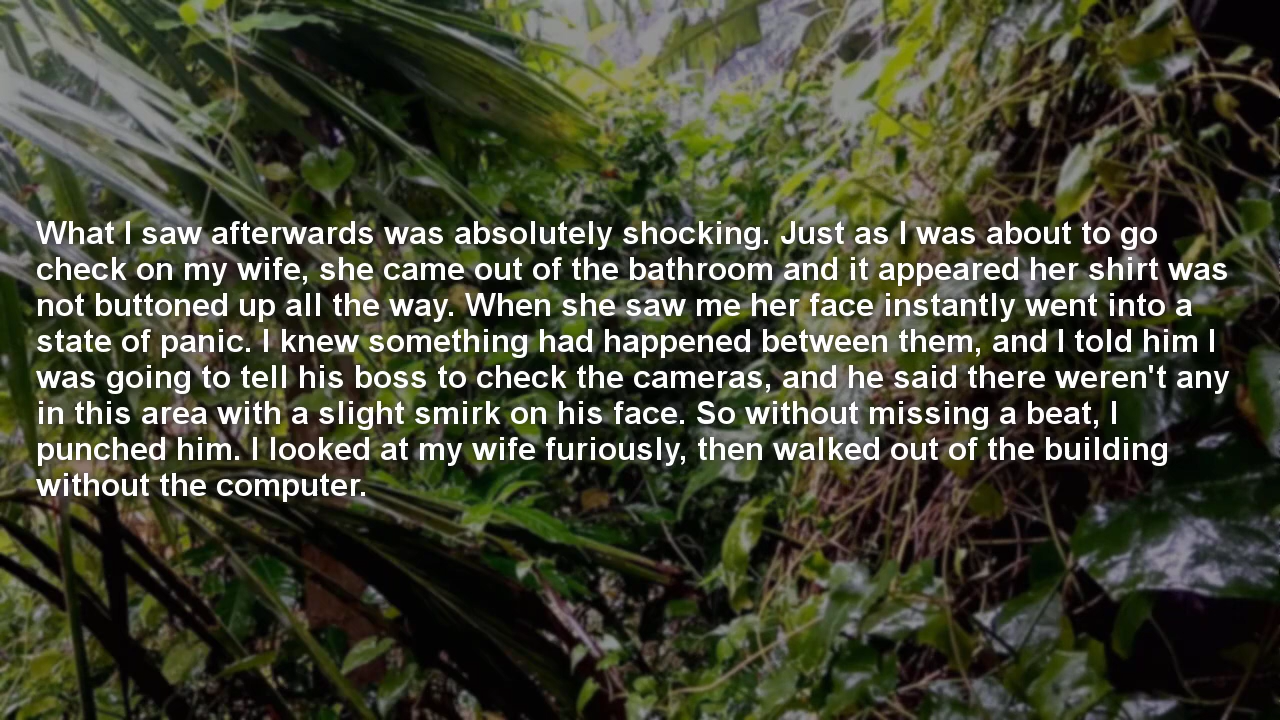 What I saw afterwards was absolutely shocking. Just as I was about to go
check on my wife, she came out of the bathroom and it appeared her shirt was
not buttoned up all the way. When she saw me her face instantly went into a
state of panic. I knew something had happened between them, and I told him I
was going to tell his boss to check the cameras, and he said there weren't any
in this area with a slight smirk on his face. So without missing a beat, I
punched him. I looked at my wife furiously, then walked out of the building
without the computer.